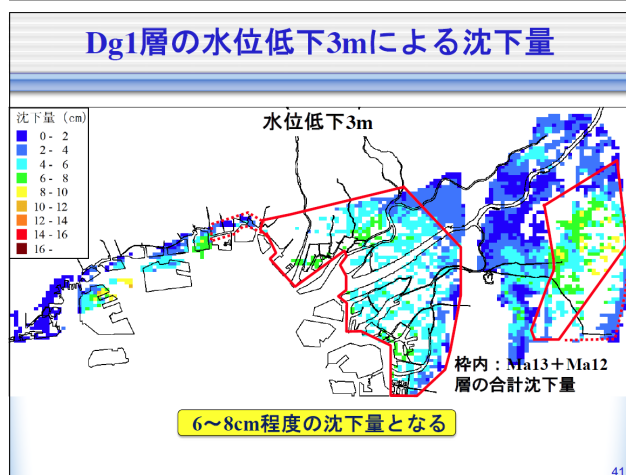 Dg1層の水位低下3mによる沈下量
沈下量 (cm)
0 - 2
2 - 4
4 - 6
6 - 8
8 - 10
10 - 12
12 - 14
14 - 16
16 -
水位低下3m
枠内：Ma13＋Ma12
層の合計沈下量
6～8cm程度の沈下量となる
41